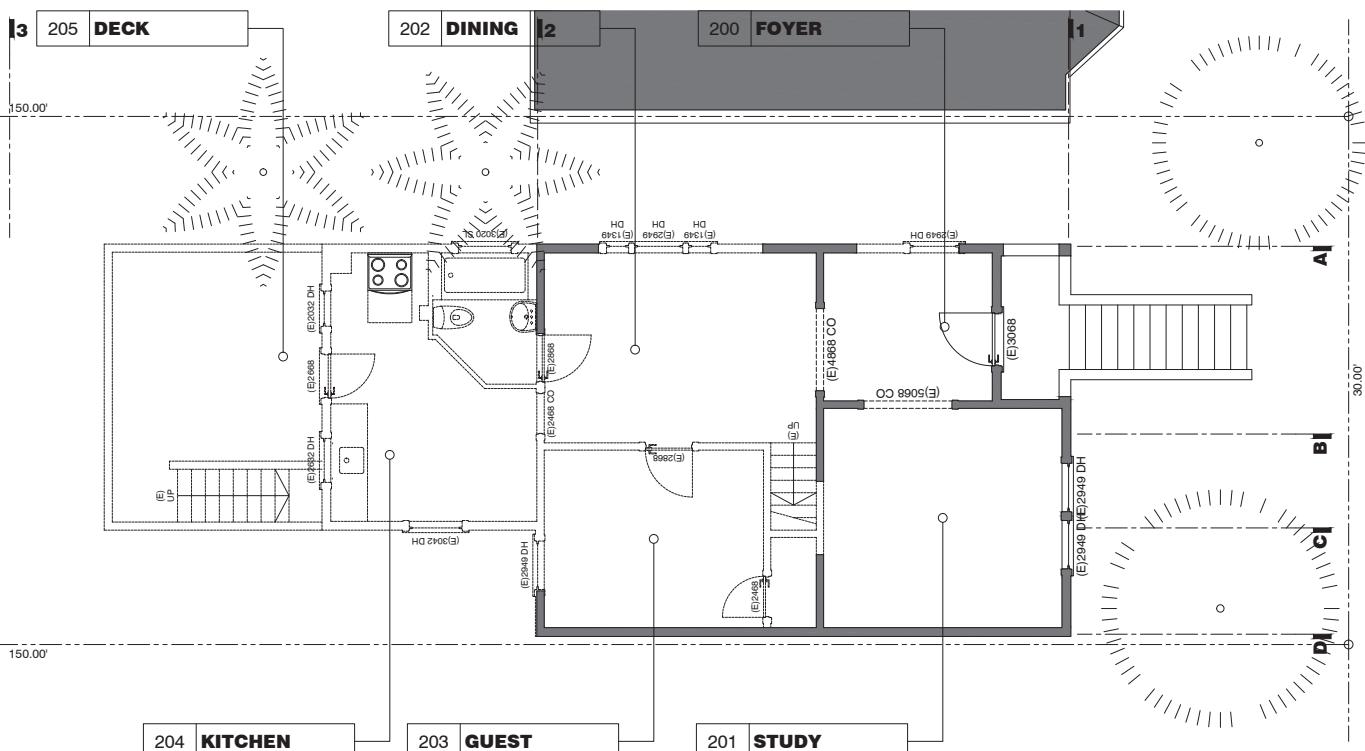 3
205 DECK
202 DINING
2
200 FOYER
1
150.00'
(E)3020 SL
(E)1349 DH
(E)2949 DH
(E)1349 DH
(E)2949 DH
A
(E)2032 DH
(E)2668
(E)2868
(E)4868 CO
(E)3068
30.00'
(E)2468 CO
(E)5068 CO
(E)
UP
B
(E)2632 DH
(E)2868
(E)
UP
(E)2949 DH
(E)3042 DH
(E)2949 DH
(E)2949 DH
C
(E)2468
D
150.00'
204 KITCHEN
203 GUEST
201 STUDY